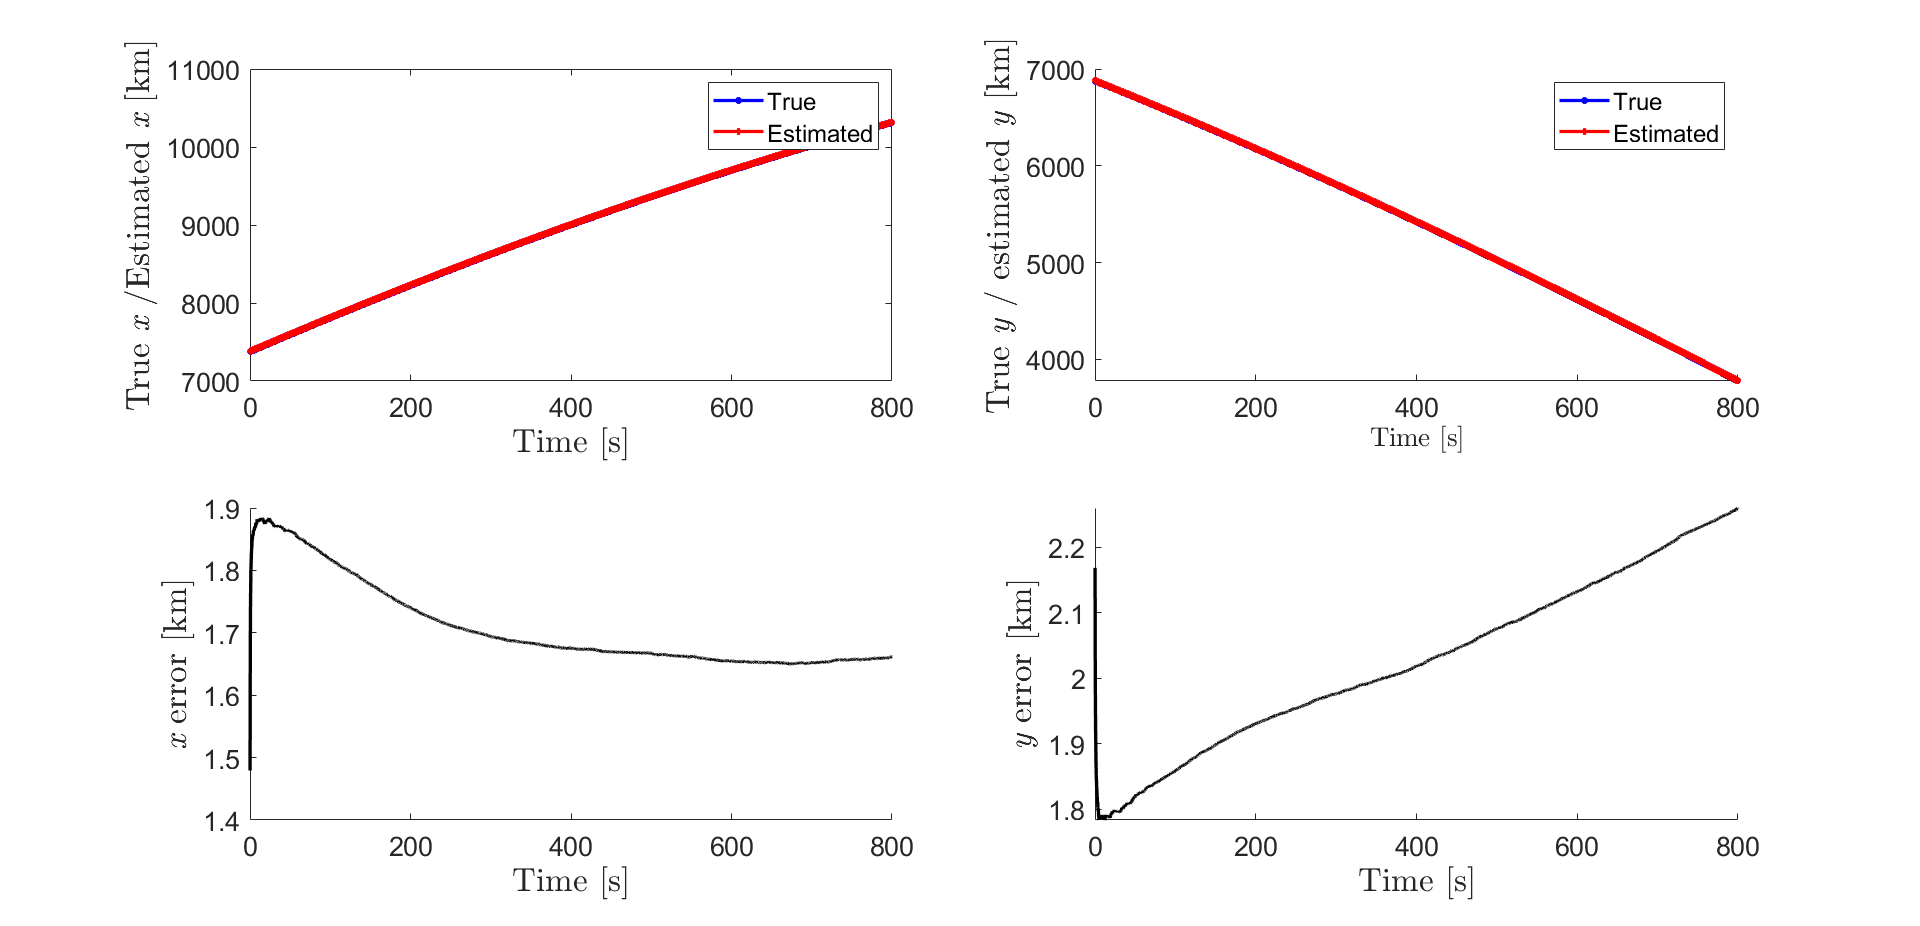 True x /Estimated x [km]
11000
10000
9000
8000
7000
0 200 400 600 800
Time [s]
True
Estimated
True y / estimated y [km]
7000
6000
5000
4000
0 200 400 600 800
Time [s]
True
Estimated
x error [km]
1.9
1.8
1.7
1.6
1.5
1.4
0 200 400 600 800
Time [s]
y error [km]
2.2
2.1
2
1.9
1.8
0 200 400 600 800
Time [s]